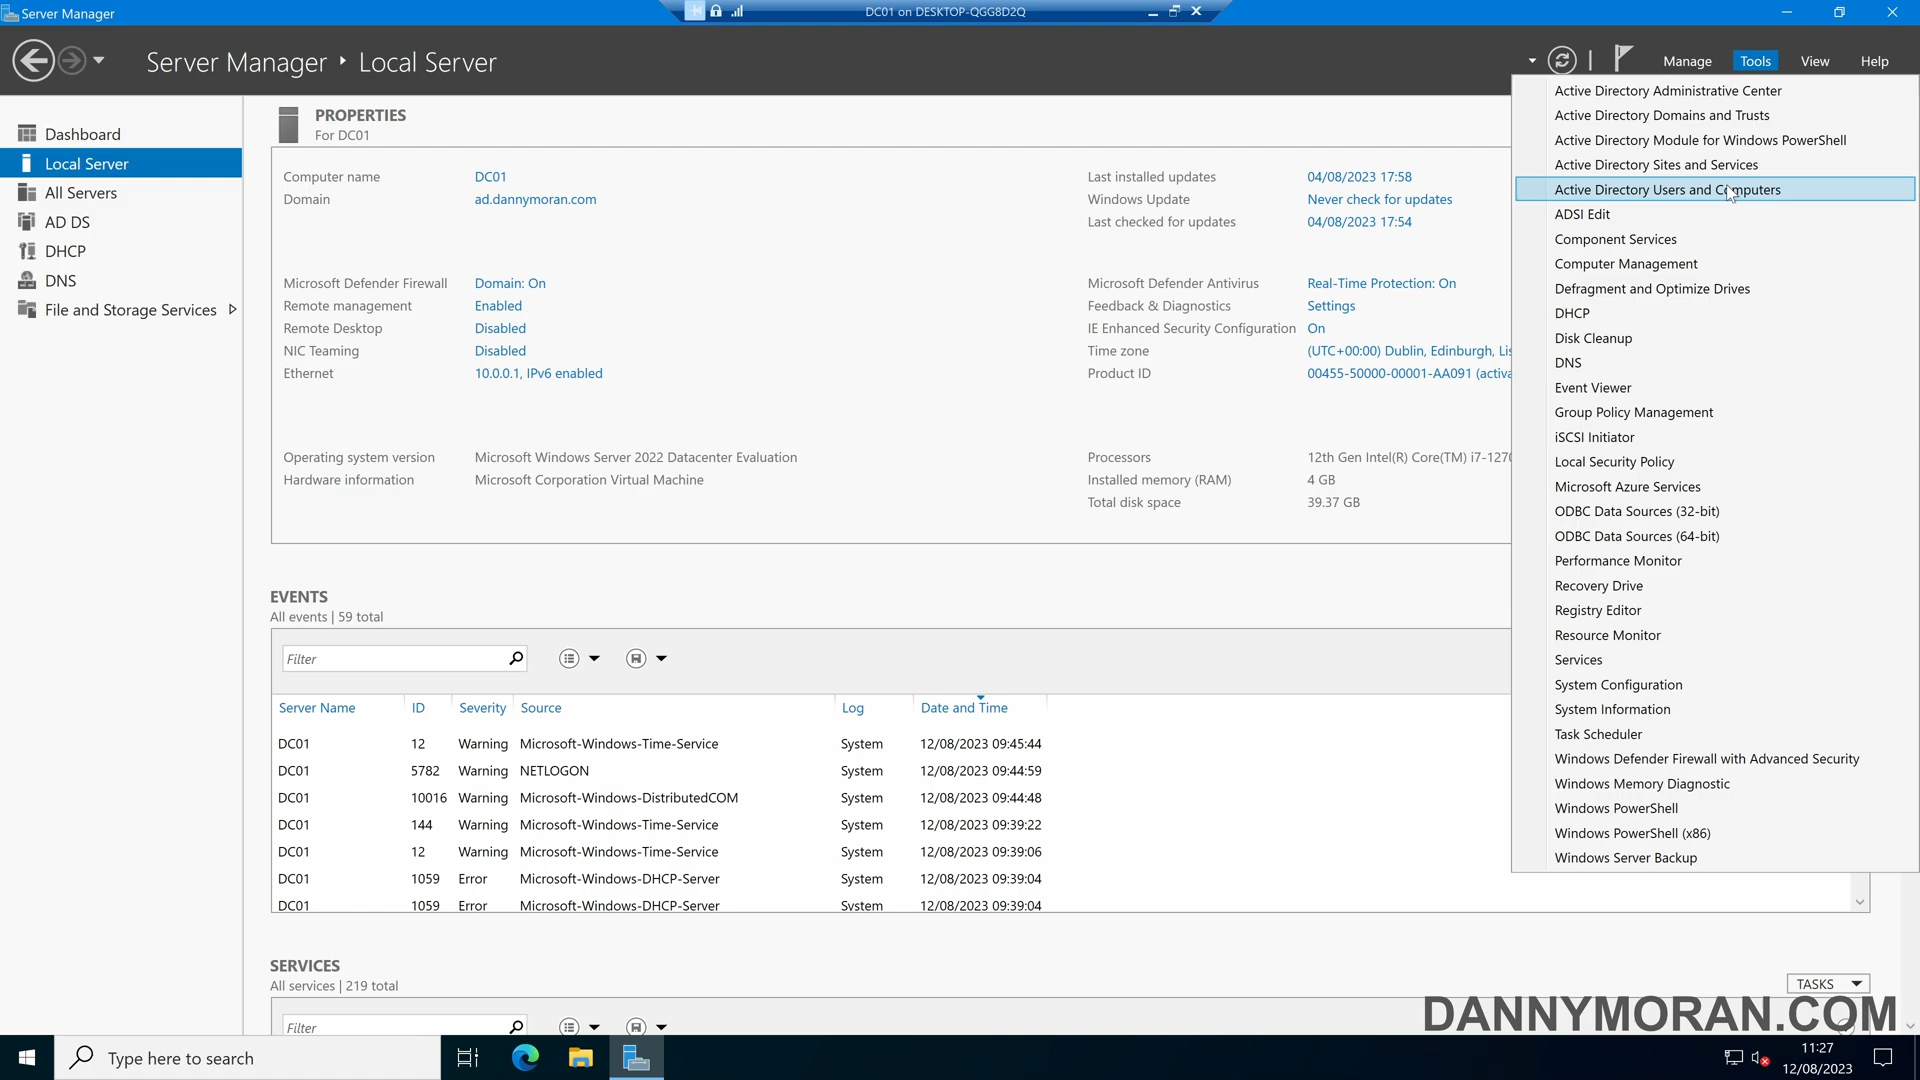 Server Manager
DC01 on DESKTOP-QGG8D2Q
Server Manager ‣ Local Server
Manage Tools View Help
Dashboard
Local Server
All Servers
AD DS
DHCP
DNS
File and Storage Services
PROPERTIES
For DC01
Computer name DC01
Domain ad.dannymoran.com
Last installed updates 04/08/2023 17:58
Windows Update Never check for updates
Last checked for updates 04/08/2023 17:54
Microsoft Defender Firewall Domain: On
Remote management Enabled
Remote Desktop Disabled
NIC Teaming Disabled
Ethernet 10.0.0.1, IPv6 enabled
Microsoft Defender Antivirus Real-Time Protection: On
Feedback & Diagnostics Settings
IE Enhanced Security Configuration On
Time zone (UTC+00:00) Dublin, Edinburgh, Lis
Product ID 00455-50000-00001-AA091 (activa
Operating system version Microsoft Windows Server 2022 Datacenter Evaluation
Hardware information Microsoft Corporation Virtual Machine
Processors 12th Gen Intel(R) Core(TM) i7-1270
Installed memory (RAM) 4 GB
Total disk space 39.37 GB
Active Directory Administrative Center
Active Directory Domains and Trusts
Active Directory Module for Windows PowerShell
Active Directory Sites and Services
Active Directory Users and Computers
ADSI Edit
Component Services
Computer Management
Defragment and Optimize Drives
DHCP
Disk Cleanup
DNS
Event Viewer
Group Policy Management
iSCSI Initiator
Local Security Policy
Microsoft Azure Services
ODBC Data Sources (32-bit)
ODBC Data Sources (64-bit)
Performance Monitor
Recovery Drive
Registry Editor
Resource Monitor
Services
System Configuration
System Information
Task Scheduler
Windows Defender Firewall with Advanced Security
Windows Memory Diagnostic
Windows PowerShell
Windows PowerShell (x86)
Windows Server Backup
EVENTS
All events | 59 total
Filter
Server Name ID Severity Source Log Date and Time
DC01 12 Warning Microsoft-Windows-Time-Service System 12/08/2023 09:45:44
DC01 5782 Warning NETLOGON System 12/08/2023 09:44:59
DC01 10016 Warning Microsoft-Windows-DistributedCOM System 12/08/2023 09:44:48
DC01 144 Warning Microsoft-Windows-Time-Service System 12/08/2023 09:39:22
DC01 12 Warning Microsoft-Windows-Time-Service System 12/08/2023 09:39:06
DC01 1059 Error Microsoft-Windows-DHCP-Server System 12/08/2023 09:39:04
DC01 1059 Error Microsoft-Windows-DHCP-Server System 12/08/2023 09:39:04
SERVICES
All services | 219 total
TASKS
Filter
DANNYMORAN.COM
Type here to search
11:27
12/08/2023